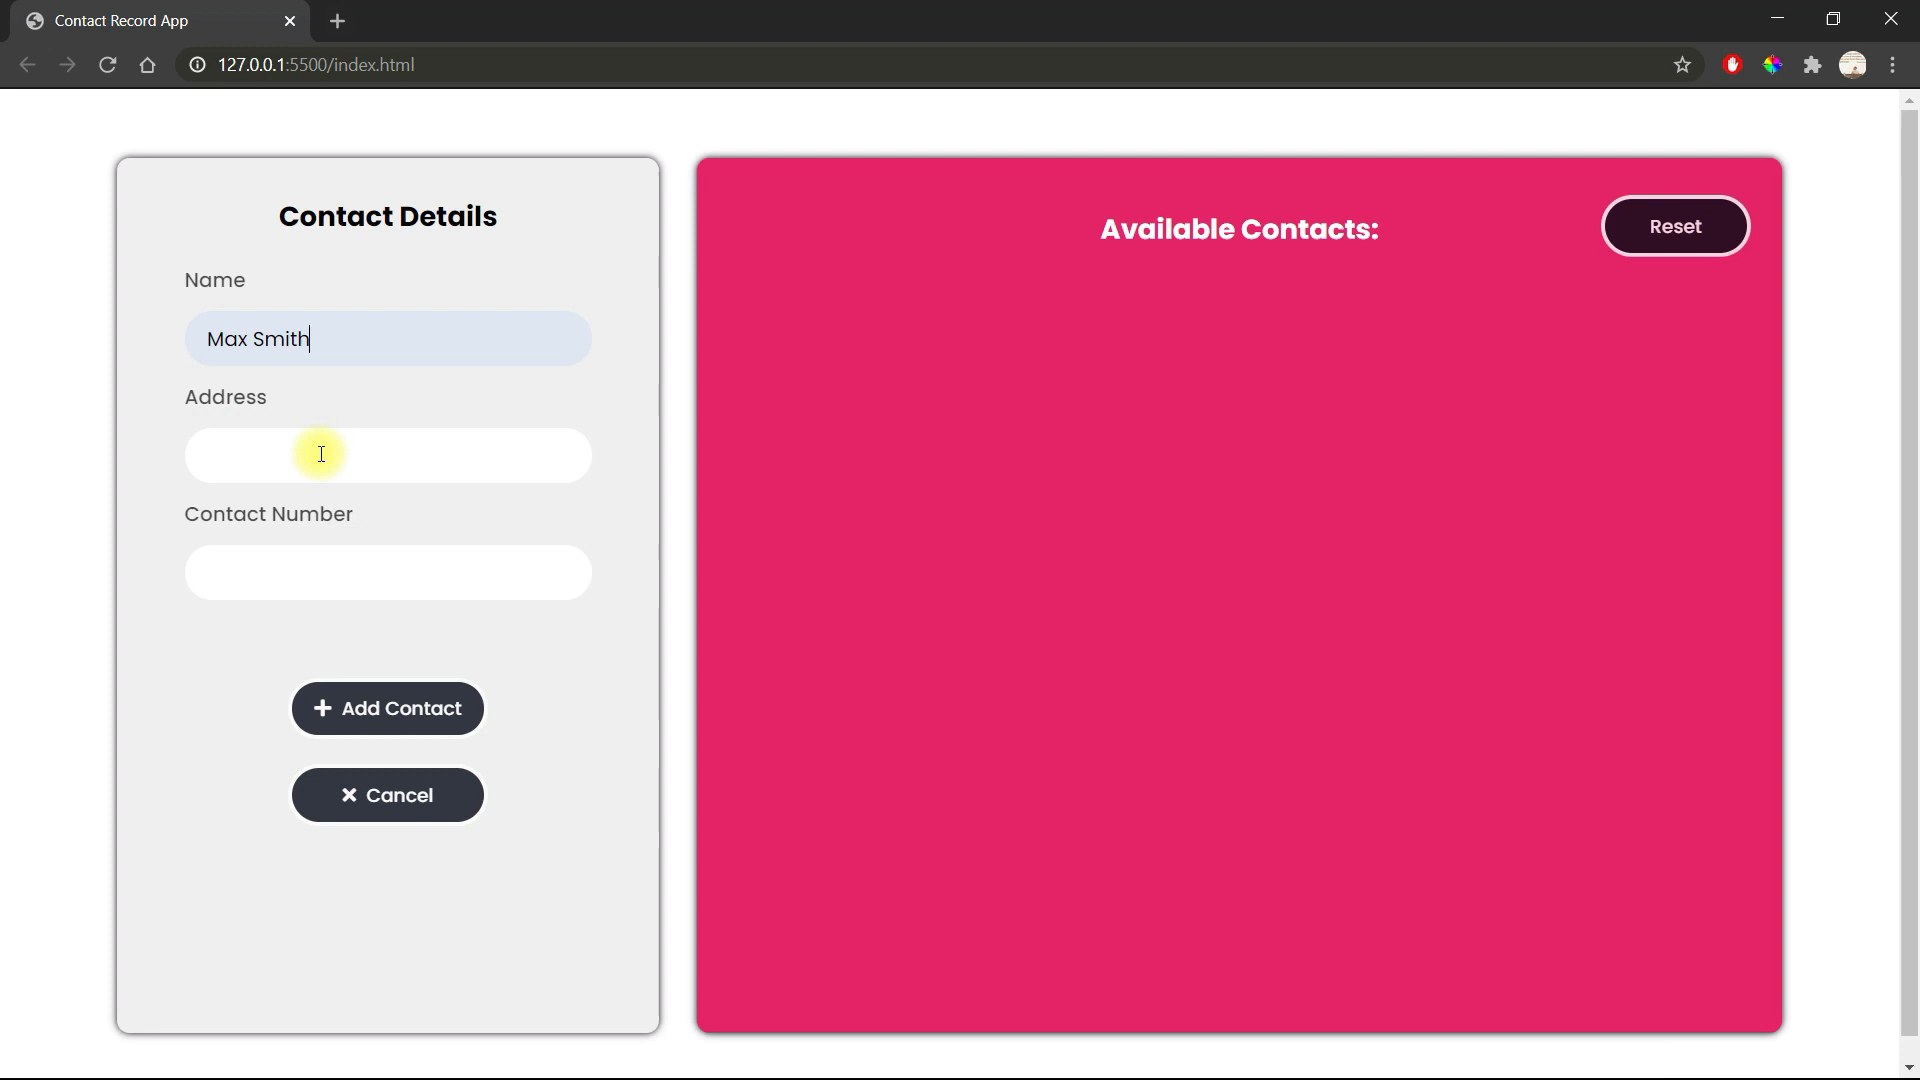 Contact Record App
127.0.0.1:5500/index.html
Contact Details
Name
Max Smith
Address
Contact Number
Add Contact
Cancel
Available Contacts:
Reset